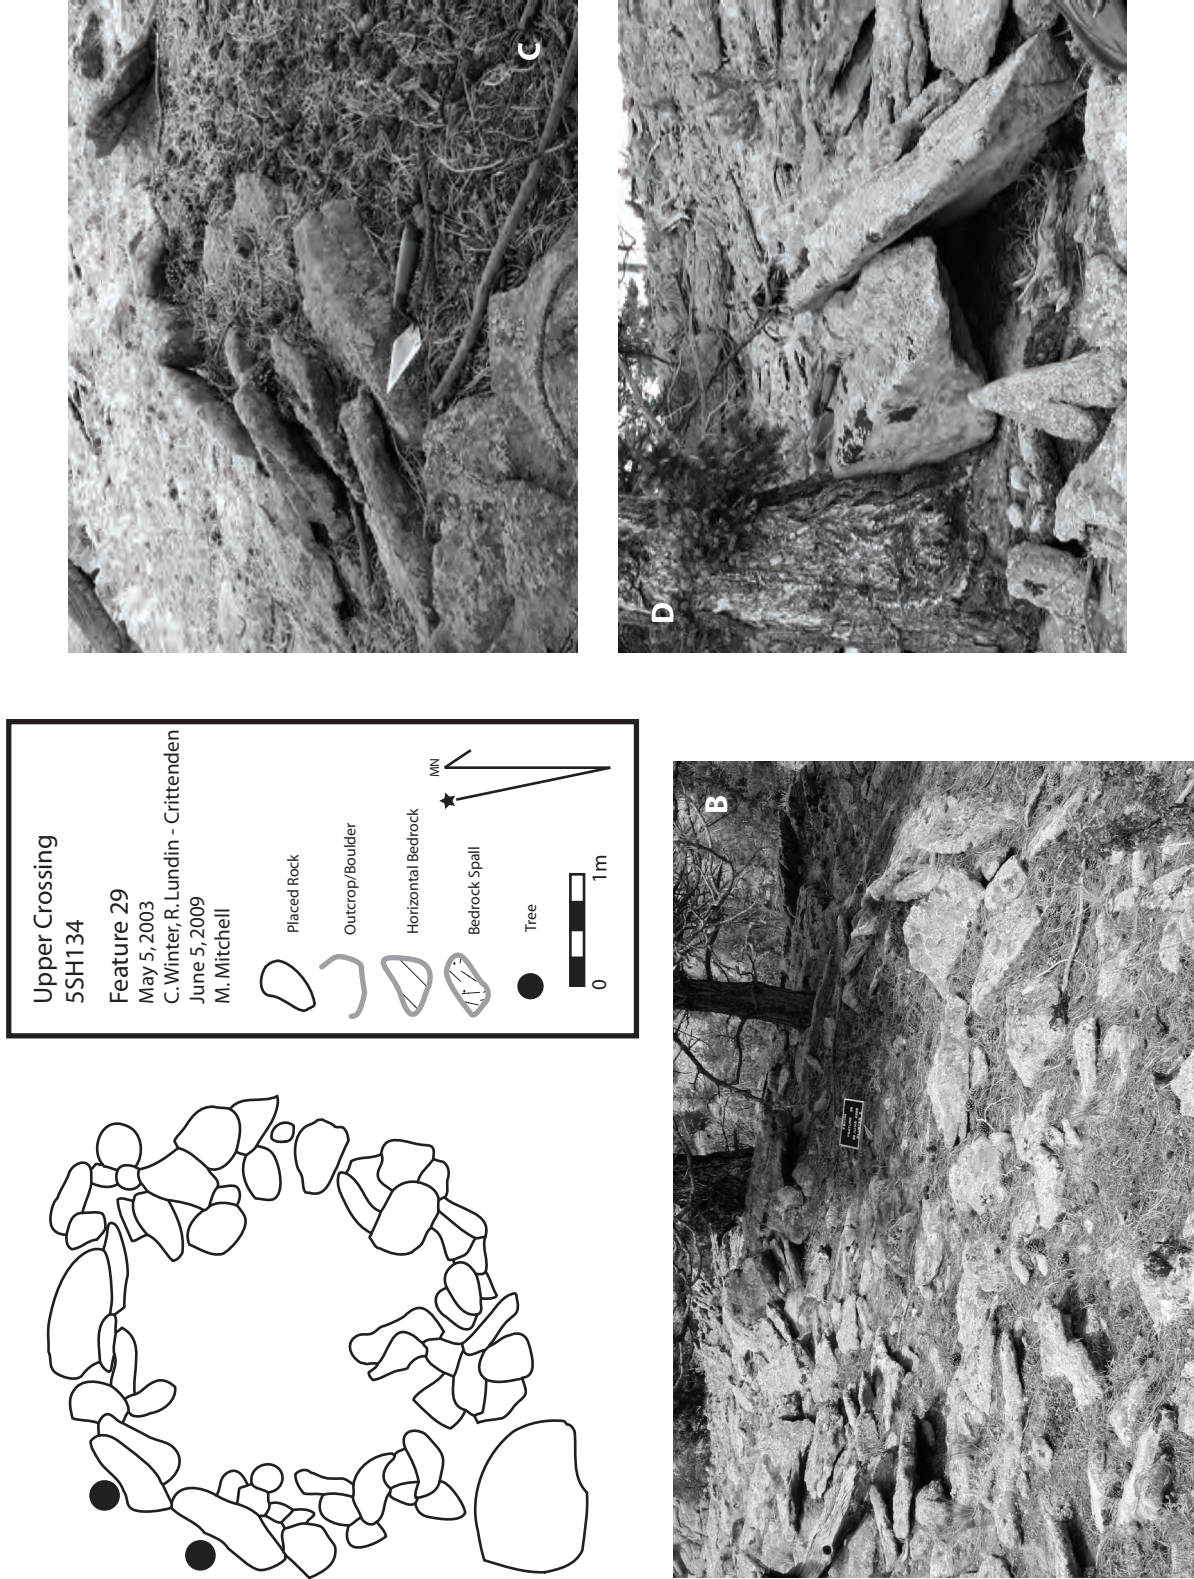 Upper Crossing
5SH134
Feature 29
May 5, 2003
C. Winter, R. Lundin - Crittenden
June 5, 2009
M. Mitchell
Placed Rock
Outcrop/Boulder
Horizontal Bedrock
Bedrock Spall
Tree
0
1m
MN
B
C
D